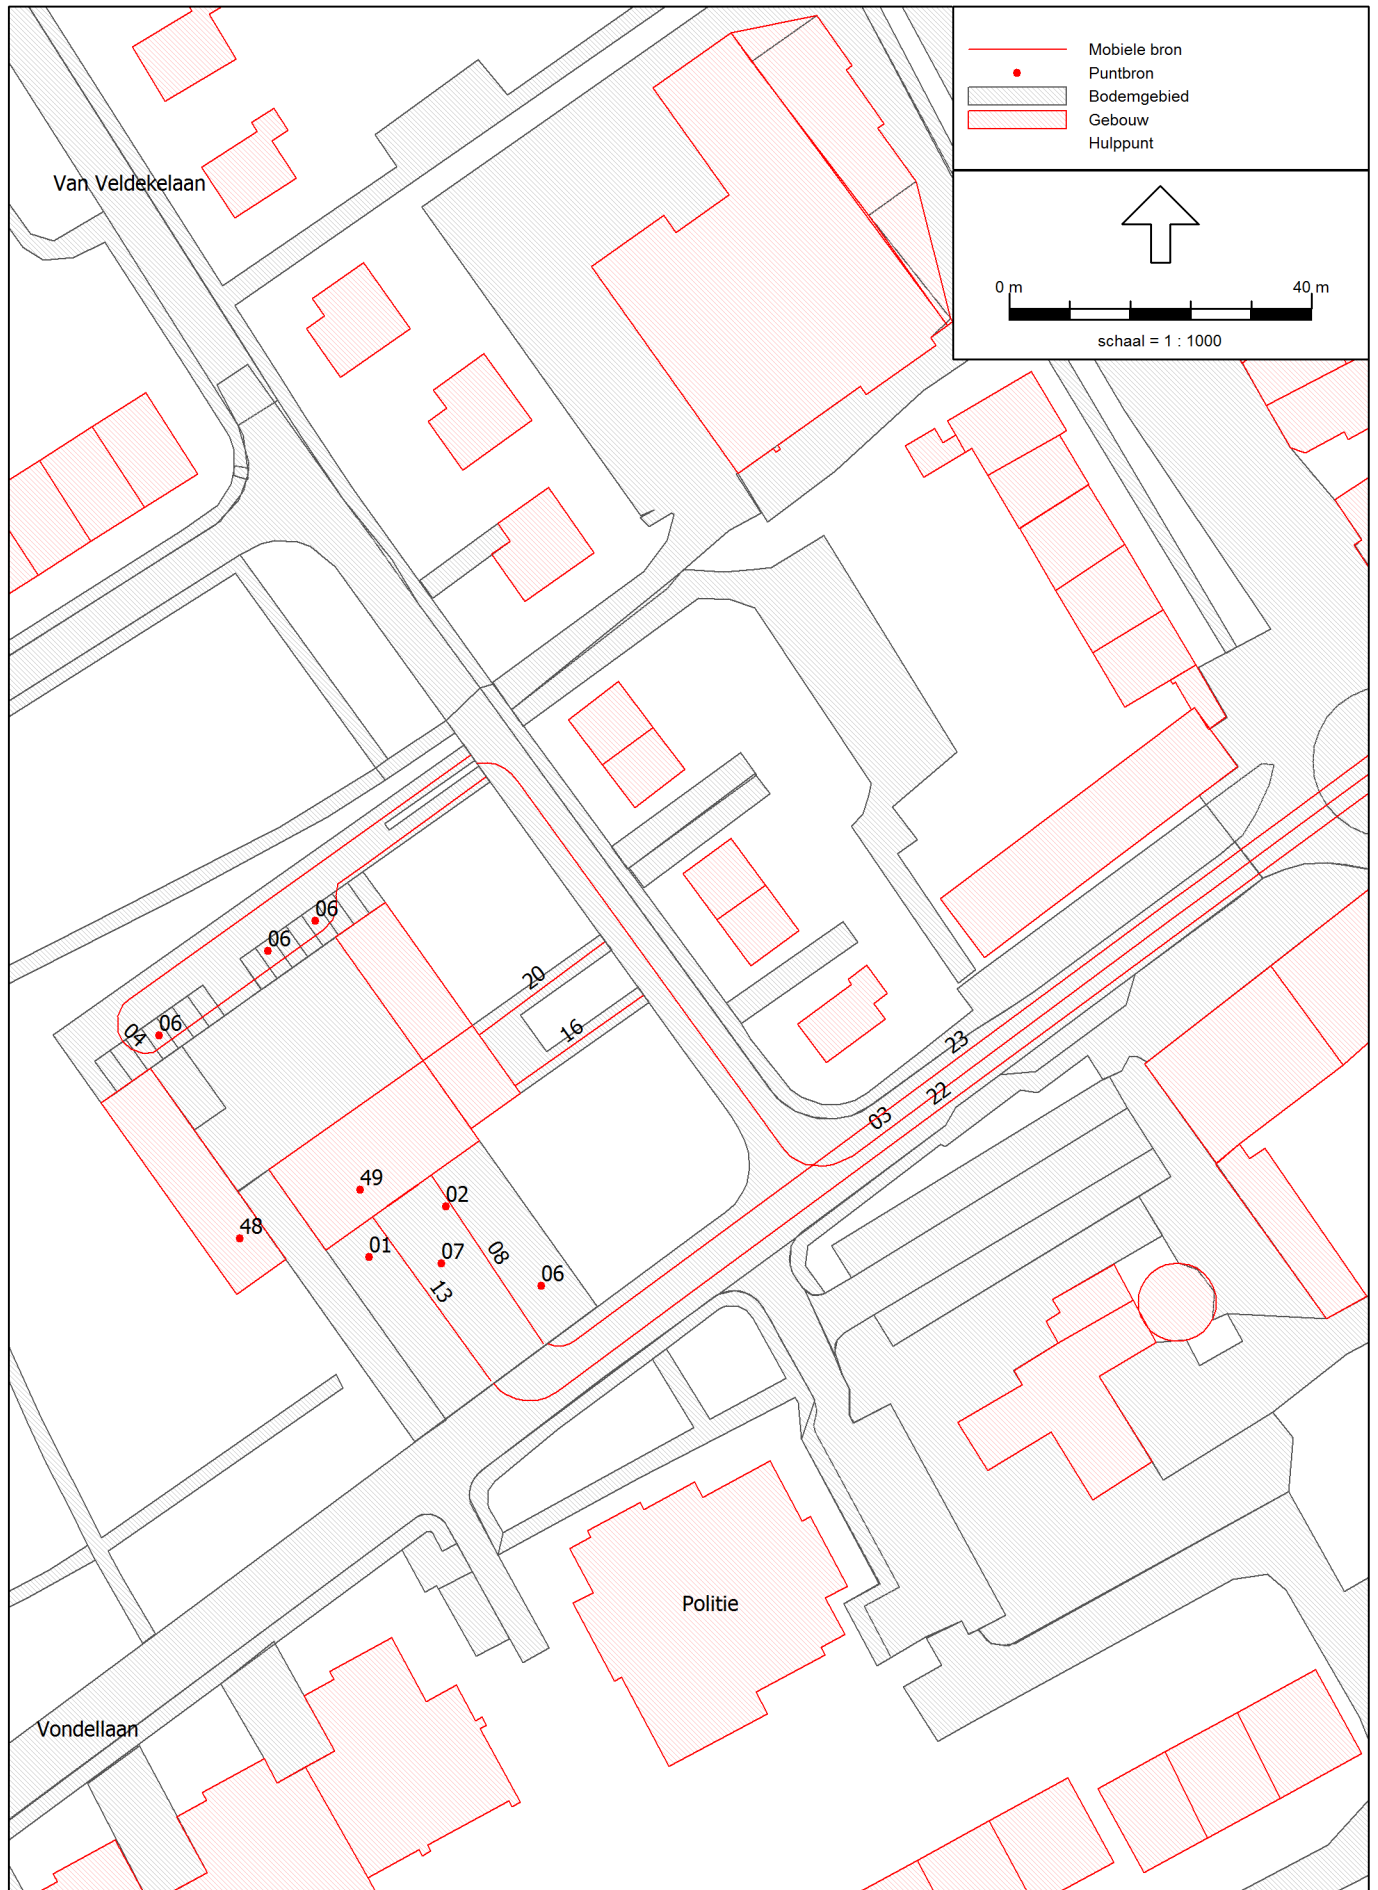 Mobiele bron
Puntbron
Bodemgebied
Gebouw
Hulppunt
Van Veldekelaan
0 m 40 m
schaal = 1 : 1000
06
06
06
04
20
16
23
03
22
49
02
48
01
07
08
13
06
Politie
Vondellaan